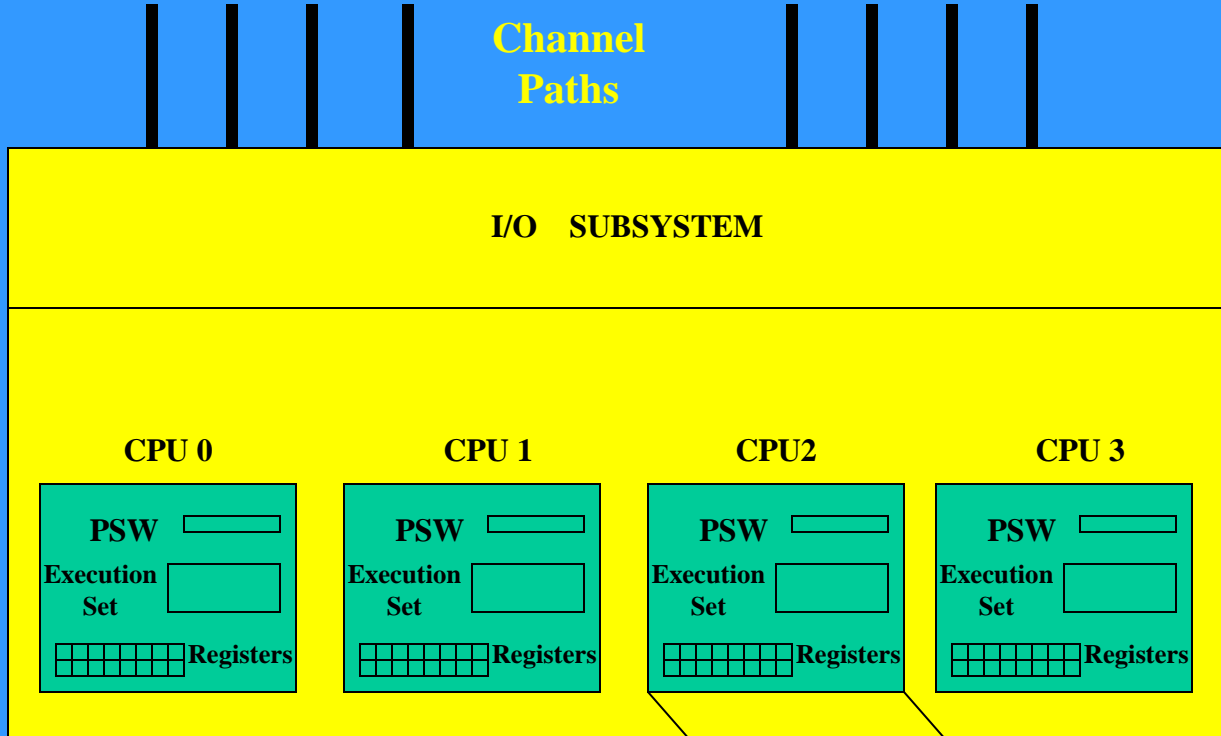 Channel
Paths
I/O SUBSYSTEM
CPU 0
CPU 1
CPU2
CPU 3
PSW
Execution
Set
Registers
PSW
Execution
Set
Registers
PSW
Execution
Set
Registers
PSW
Execution
Set
Registers